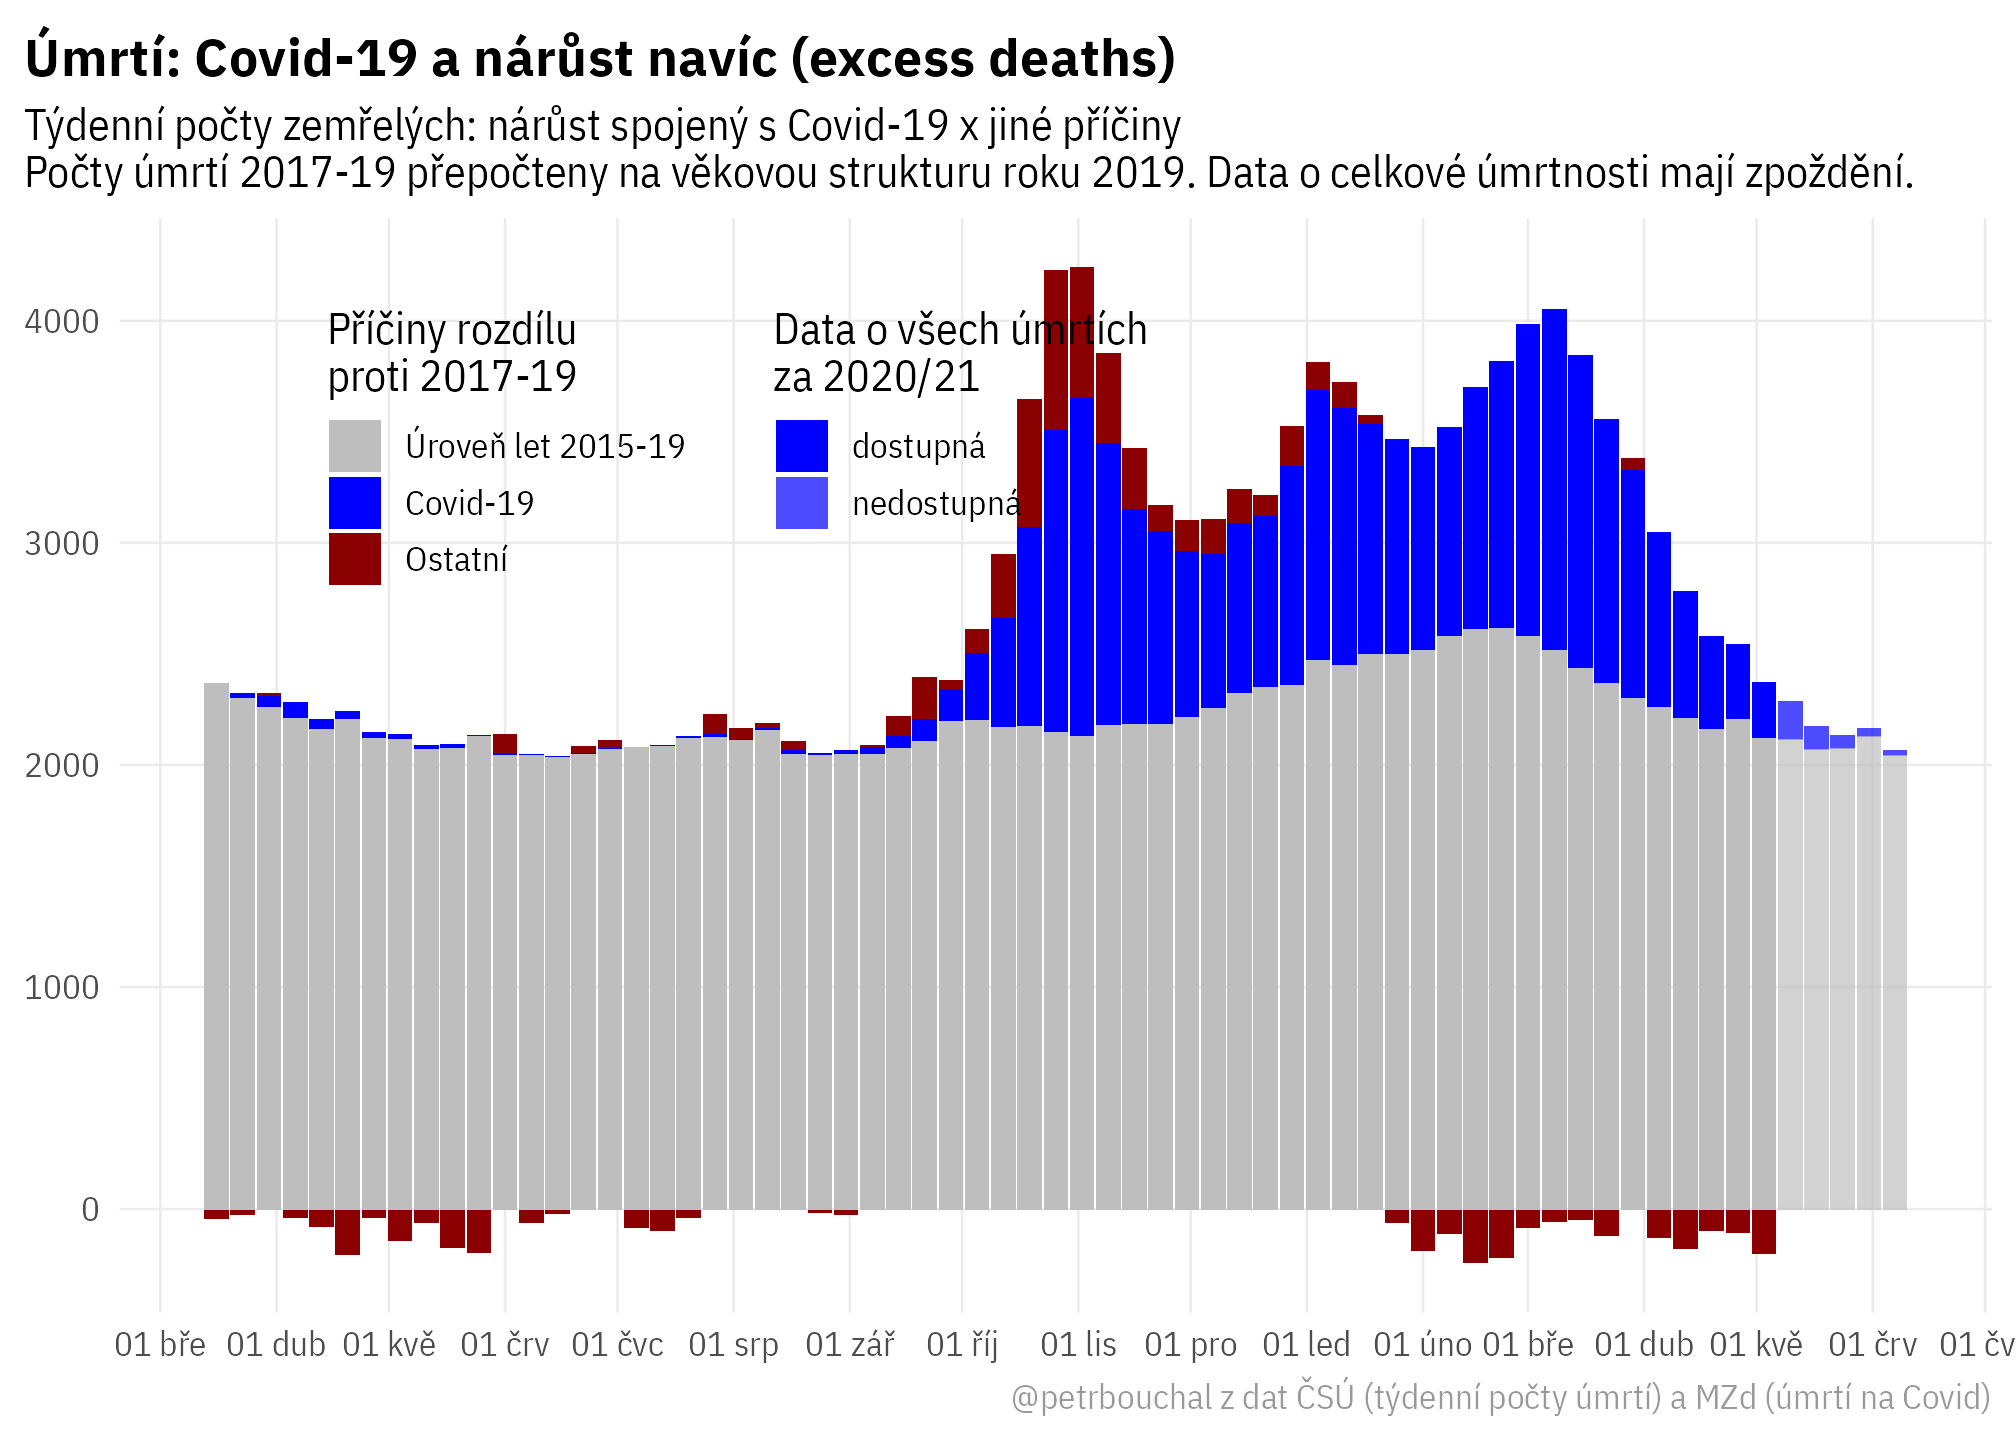 Úmrtí: Covid-19 a nárůst navíc (excess deaths)
Týdenní počty zemřelých: nárůst spojený s Covid-19 x jiné příčiny
Počty úmrtí 2017-19 přepočteny na věkovou strukturu roku 2019. Data o celkové úmrtnosti mají zpoždění.
Příčiny rozdílu
proti 2017-19
Úroveň let 2015-19
Covid-19
Ostatní
Data o všech úmrtích
za 2020/21
dostupná
nedostupná
4000
3000
2000
1000
0
01 bře 01 dub 01 kvě 01 črv 01 čvc 01 srp 01 zář 01 říj 01 lis 01 pro 01 led 01 úno 01 bře 01 dub 01 kvě 01 črv 01 čv
@petrbouchal z dat ČSÚ (týdenní počty úmrtí) a MZd (úmrtí na Covid)